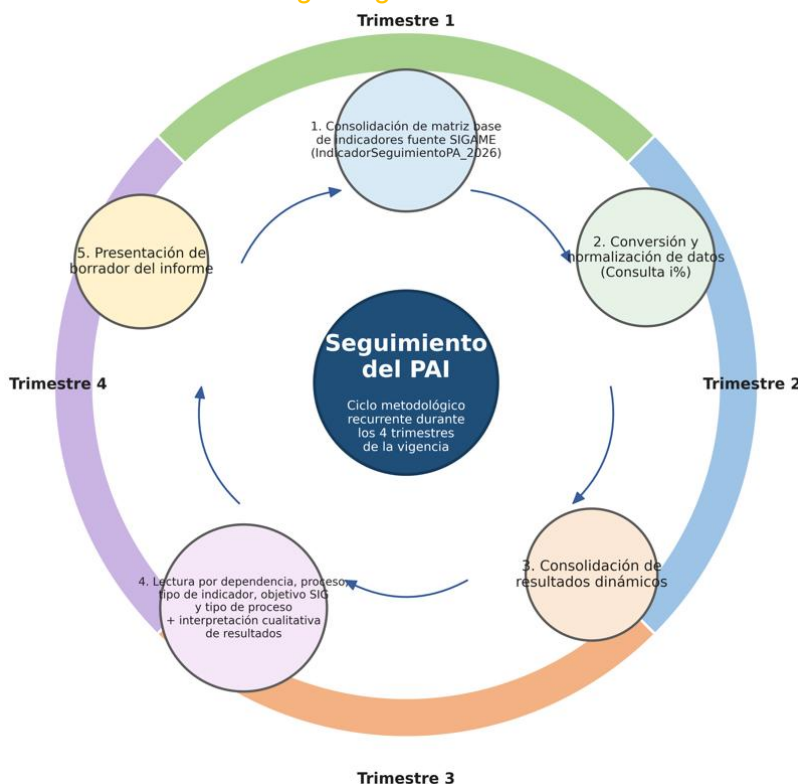 Trimestre 1
1. Consolidación de matriz base
de indicadores fuente SIGAME
(IndicadorSeguimientoPA_2026)
2. Conversión y
normalización de datos
(Consulta i%)
5. Presentación de
borrador del informe
Seguimiento
del PAI
Ciclo metodológico
recurrente durante
los 4 trimestres
de la vigencia
Trimestre 4
Trimestre 2
3. Consolidación de
resultados dinámicos
4. Lectura por dependencia, proceso,
tipo de indicador, objetivo SIG
y tipo de proceso
+ interpretación cualitativa
de resultados
Trimestre 3